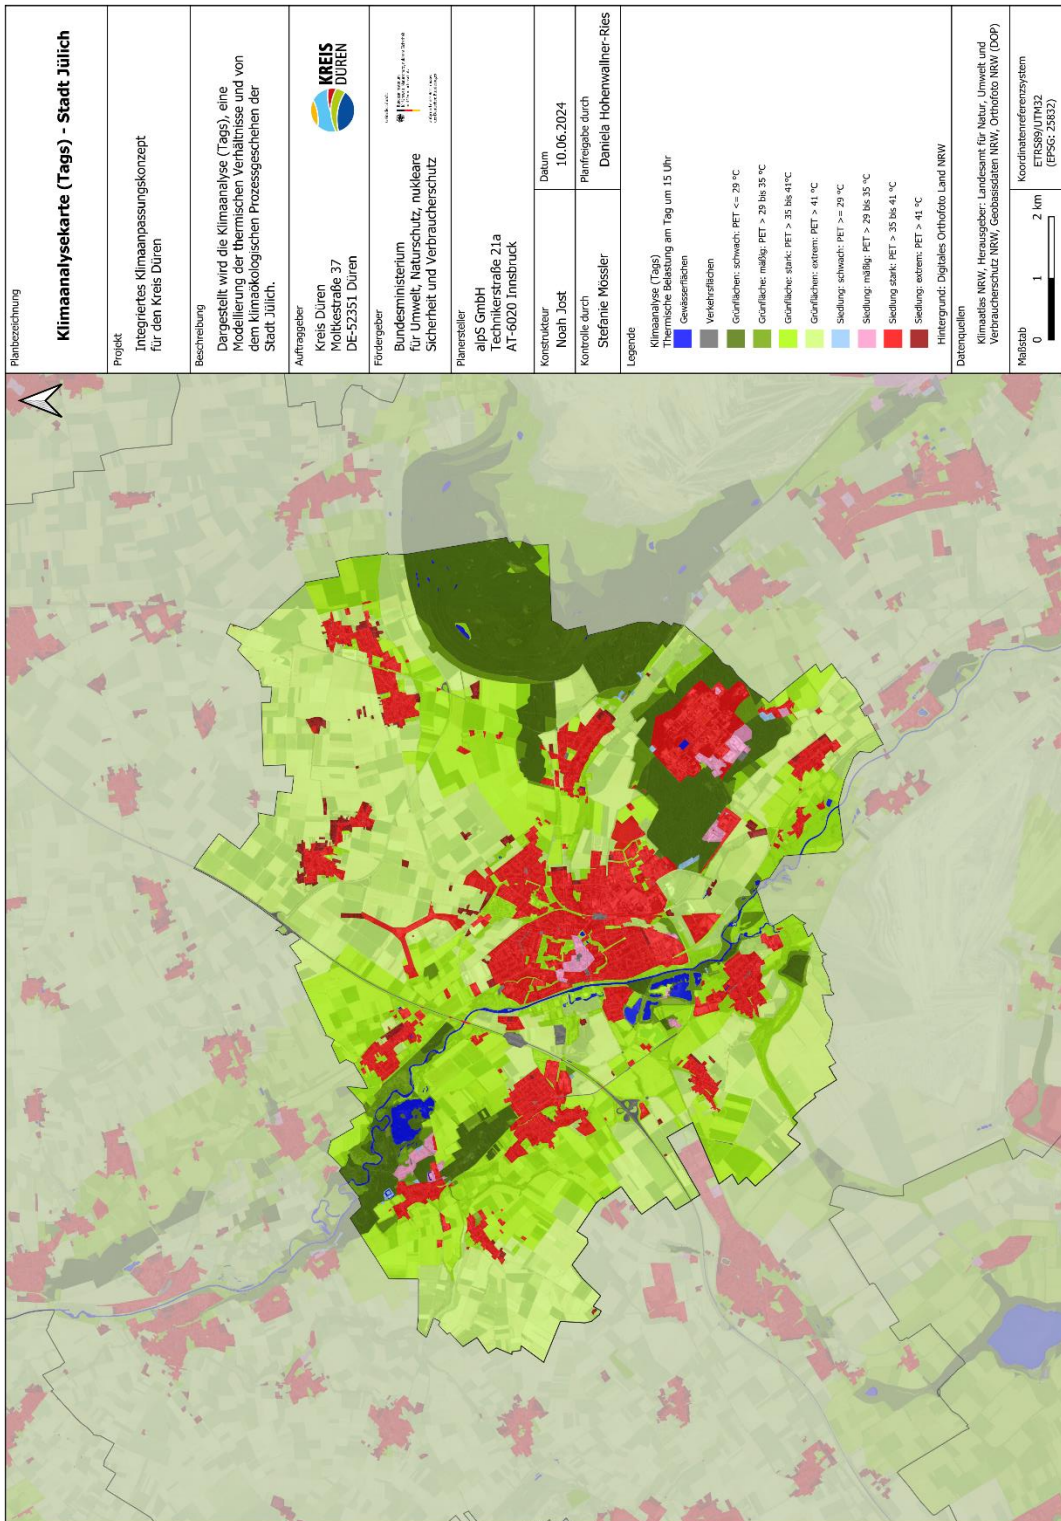 Planbezeichnung
Klimaanalysekarte (Tags) - Stadt Jülich
Projekt
Integriertes Klimaanpassungskonzept
für den Kreis Düren
Beschreibung
Dargestellt wird die Klimaanalyse (Tags), eine
Modellierung der thermischen Verhältnisse und von
dem klimaökologischen Prozessgeschehen der
Stadt Jülich.
Auftraggeber
Kreis Düren
Moltkestraße 37
DE-52351 Düren
KREIS
DÜREN
Fördergeber
Bundesministerium
für Umwelt, Naturschutz, nukleare
Sicherheit und Verbraucherschutz
Planersteller
alpS GmbH
Technikerstraße 21a
AT-6020 Innsbruck
Konstrukteur
Noah Jost
Datum
10.06.2024
Kontrolle durch
Stefanie Mössler
Planfreigabe durch
Daniela Hohenwallner-Ries
Legende
Klimaanalyse (Tags)
Thermische Belastung am Tag um 15 Uhr
Gewässerflächen
Verkehrsflächen
Grünflächen: schwach: PET <= 29 °C
Grünfläche: mäßig: PET > 29 bis 35 °C
Grünfläche: stark: PET > 35 bis 41°C
Grünflächen: extrem: PET > 41 °C
Siedlung: schwach: PET >= 29 °C
Siedlung: mäßig: PET > 29 bis 35 °C
Siedlung stark: PET > 35 bis 41 °C
Siedlung: extrem: PET > 41 °C
Hintergrund: Digitales Orthofoto Land NRW
Datenquellen
Klimaatlas NRW, Herausgeber: Landesamt für Natur, Umwelt und
Verbraucherschutz NRW, Geobasisdaten NRW, Orthofoto NRW (DOP)
Maßstab
0 1 2 km
Koordinatenreferenzsystem
ETRS89/UTM32
(EPSG: 25832)